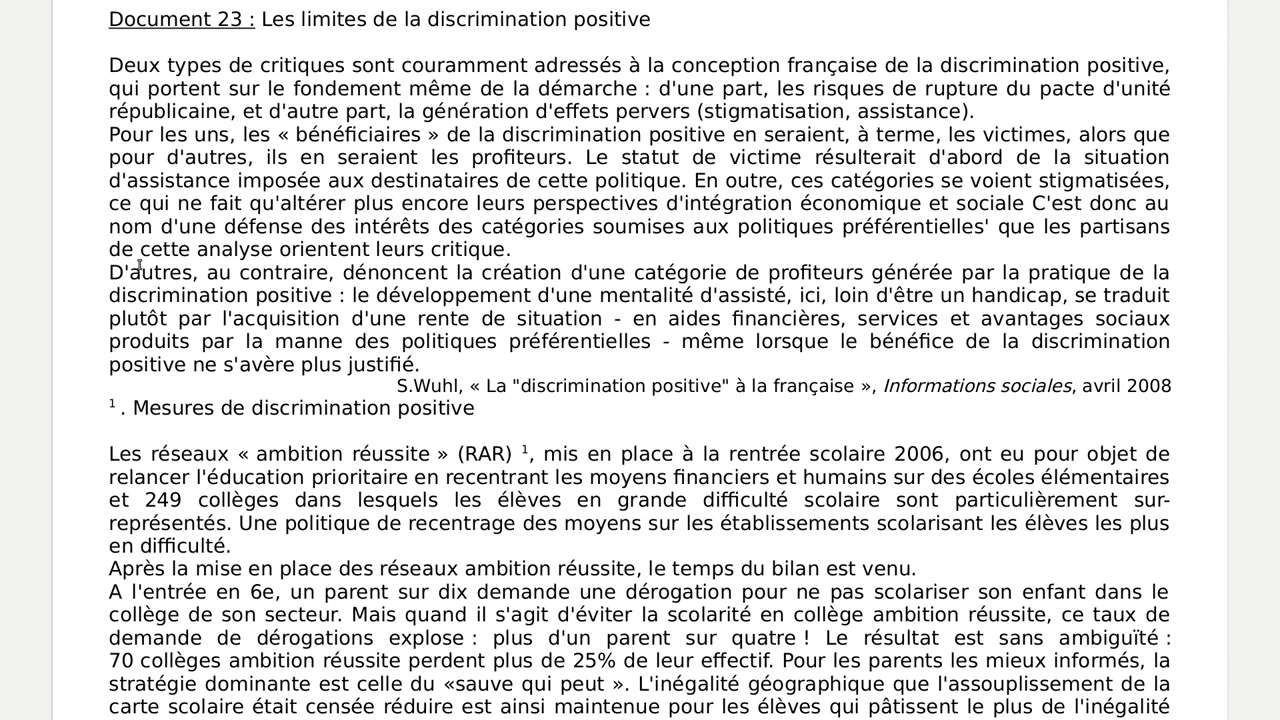 Document 23 : Les limites de la discrimination positive
Deux types de critiques sont couramment adressés à la conception française de la discrimination positive,
qui portent sur le fondement même de la démarche : d'une part, les risques de rupture du pacte d'unité
républicaine, et d'autre part, la génération d'effets pervers (stigmatisation, assistance).
Pour les uns, les « bénéficiaires » de la discrimination positive en seraient, à terme, les victimes, alors que
pour d'autres, ils en seraient les profiteurs. Le statut de victime résulterait d'abord de la situation
d'assistance imposée aux destinataires de cette politique. En outre, ces catégories se voient stigmatisées,
ce qui ne fait qu'altérer plus encore leurs perspectives d'intégration économique et sociale C'est donc au
nom d'une défense des intérêts des catégories soumises aux politiques préférentielles' que les partisans
de cette analyse orientent leurs critique.
D'autres, au contraire, dénoncent la création d'une catégorie de profiteurs générée par la pratique de la
discrimination positive : le développement d'une mentalité d'assisté, ici, loin d'être un handicap, se traduit
plutôt par l'acquisition d'une rente de situation - en aides financières, services et avantages sociaux
produits par la manne des politiques préférentielles - même lorsque le bénéfice de la discrimination
positive ne s'avère plus justifié.
S.Wuhl, « La "discrimination positive" à la française », Informations sociales, avril 2008
1 . Mesures de discrimination positive
Les réseaux « ambition réussite » (RAR) 1, mis en place à la rentrée scolaire 2006, ont eu pour objet de
relancer l'éducation prioritaire en recentrant les moyens financiers et humains sur des écoles élémentaires
et 249 collèges dans lesquels les élèves en grande difficulté scolaire sont particulièrement sur-
représentés. Une politique de recentrage des moyens sur les établissements scolarisant les élèves les plus
en difficulté.
Après la mise en place des réseaux ambition réussite, le temps du bilan est venu.
A l'entrée en 6e, un parent sur dix demande une dérogation pour ne pas scolariser son enfant dans le
collège de son secteur. Mais quand il s'agit d'éviter la scolarité en collège ambition réussite, ce taux de
demande de dérogations explose : plus d'un parent sur quatre ! Le résultat est sans ambiguïté :
70 collèges ambition réussite perdent plus de 25% de leur effectif. Pour les parents les mieux informés, la
stratégie dominante est celle du «sauve qui peut ». L'inégalité géographique que l'assouplissement de la
carte scolaire était censée réduire est ainsi maintenue pour les élèves qui pâtissent le plus de l'inégalité